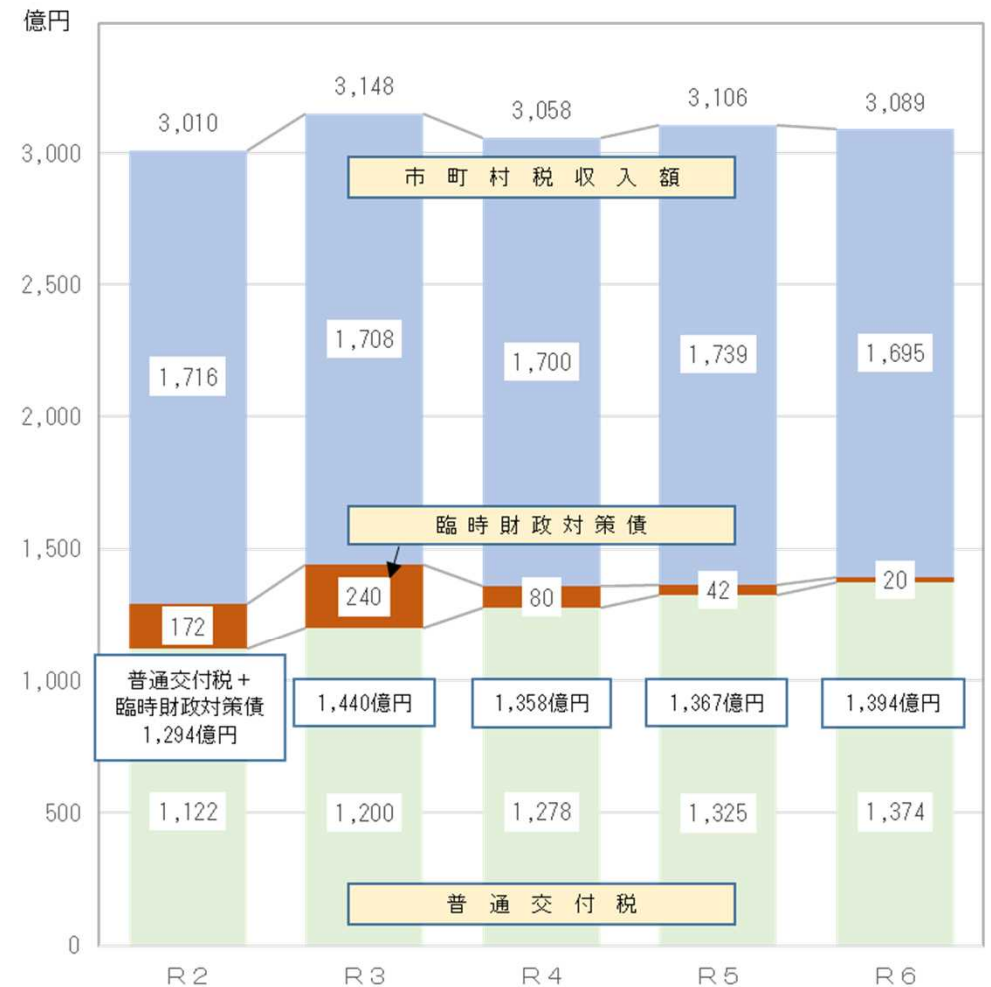 億円
3,010
3,148
3,058
3,106
3,089
3,000
市町村税収入額
2,500
1,716
1,708
1,700
1,739
1,695
2,000
1,500
臨時財政対策債
172
240
80
42
20
1,000
普通交付税+
臨時財政対策債
1,294億円
1,440億円
1,358億円
1,367億円
1,394億円
500
1,122
1,200
1,278
1,325
1,374
普通交付税
0
R2
R3
R4
R5
R6